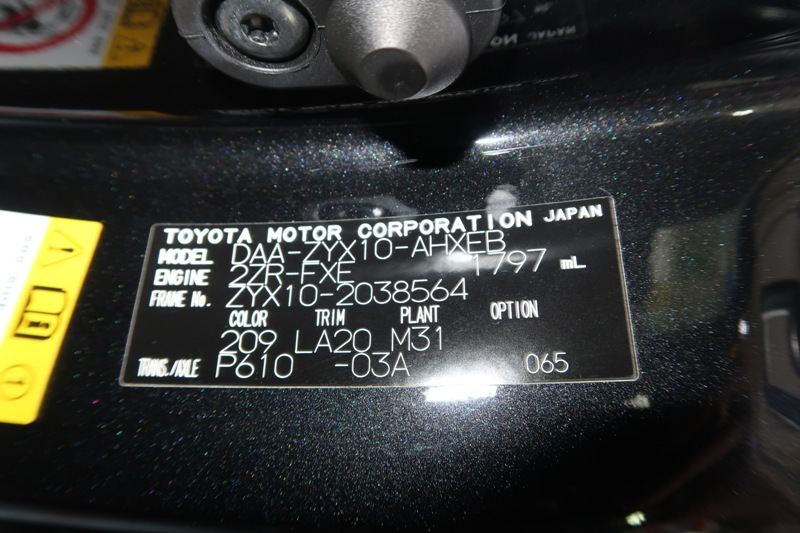 TOYOTA MOTOR CORPORATION JAPAN
MODEL DAA-ZYX10-AHXEB
ENGINE 2ZR-FXE 1797 mL
FRAME No. ZYX10-2038564
COLOR TRIM PLANT OPTION
209 LA20 M31
TRANS./AXLE P610 -03A 065